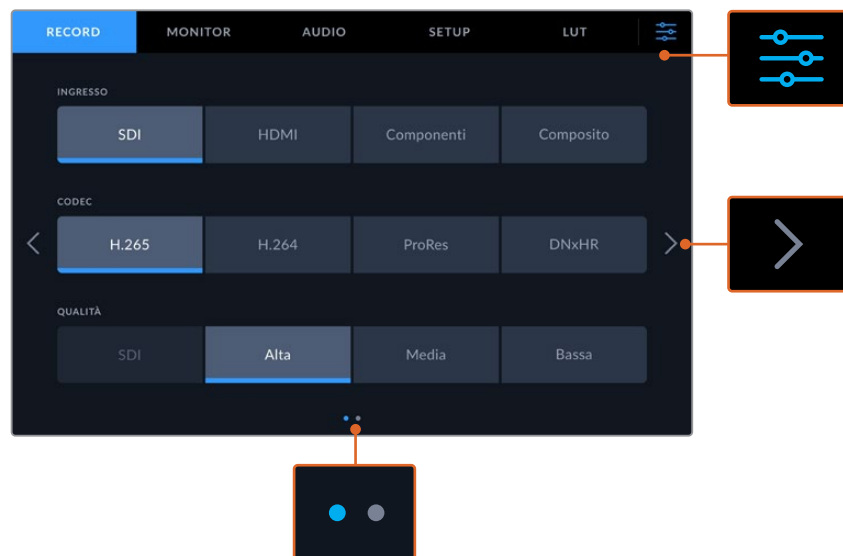 RECORD MONITOR AUDIO SETUP LUT
INGRESSO
SDI HDMI Componenti Composito
CODEC
H.265 H.264 ProRes DNxHR
QUALITÀ
SDI Alta Media Bassa